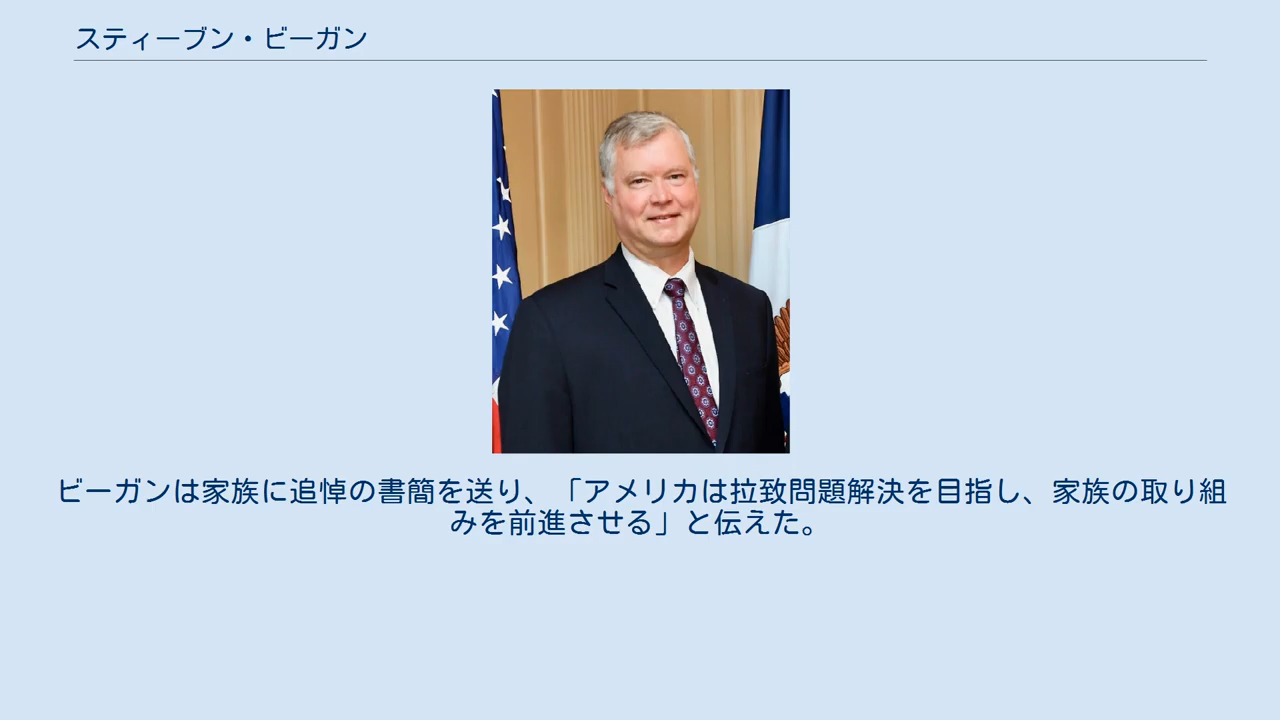 スティーブン・ビーガン
ビーガンは家族に追悼の書簡を送り、「アメリカは拉致問題解決を目指し、家族の取り組
みを前進させる」と伝えた。